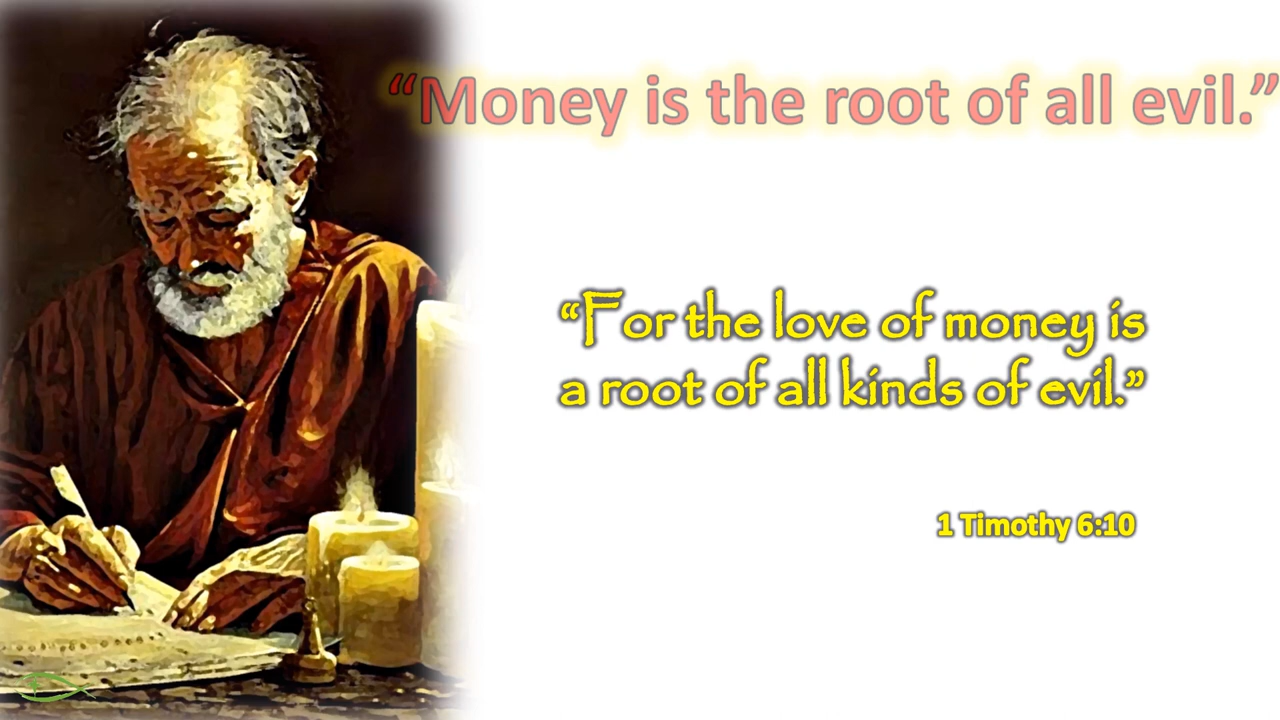 “Money is the root of all evil.”
“For the love of money is
a root of all kinds of evil.”
1 Timothy 6:10